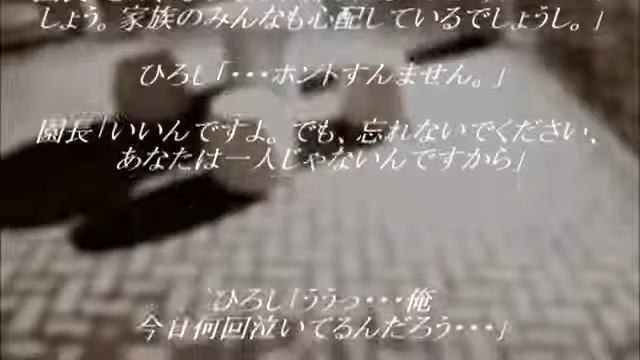 しょう。家族のみんなも心配しているでしょうし。」
ひろし「・・・ホントすんません。」
園長「いいんですよ。でも、忘れないでください、
あなたは一人じゃないんですから」
ひろし「ううっ・・・俺
今日何回泣いてるんだろう・・・」